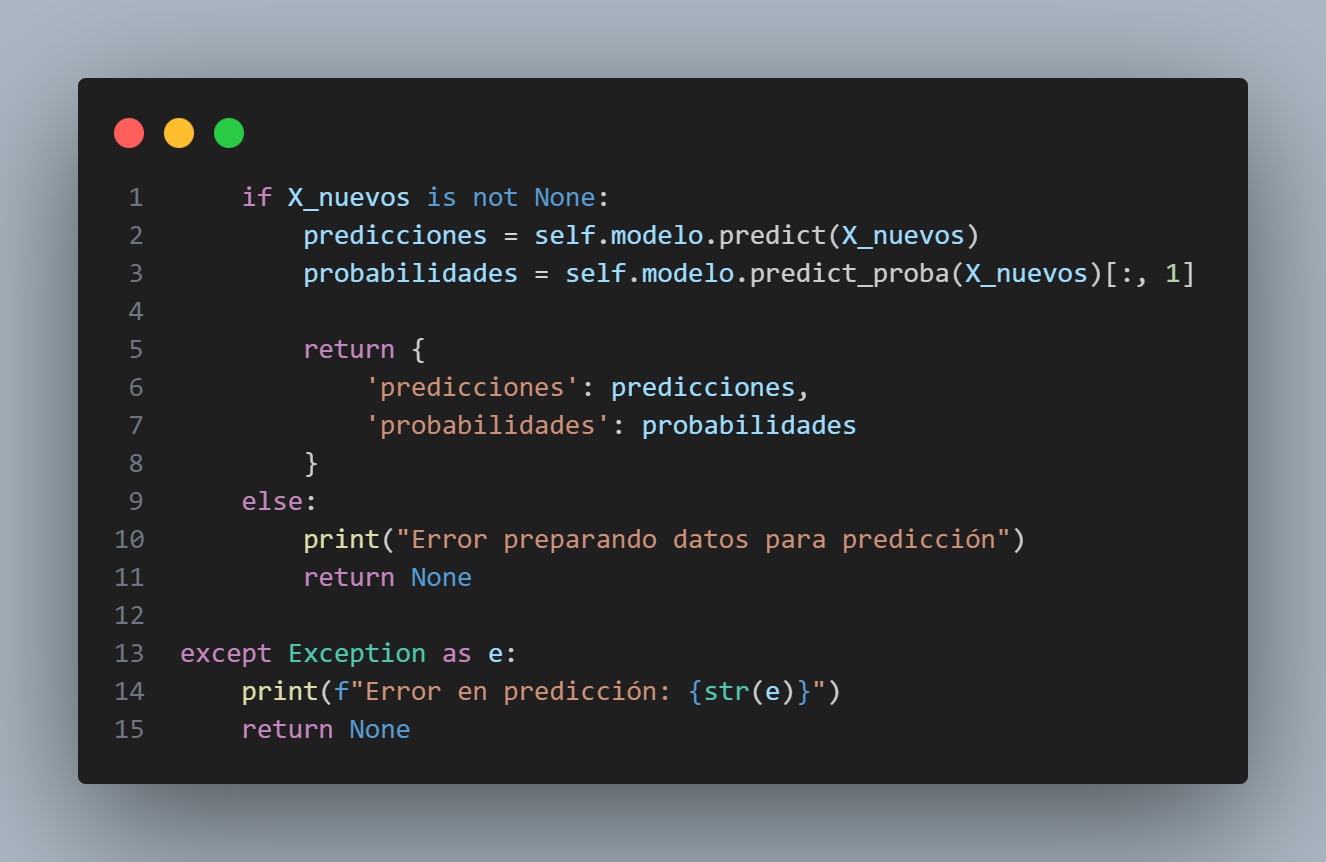 1     if X_nuevos is not None:
2         predicciones = self.modelo.predict(X_nuevos)
3         probabilidades = self.modelo.predict_proba(X_nuevos)[:, 1]
4
5         return {
6             'predicciones': predicciones,
7             'probabilidades': probabilidades
8         }
9     else:
10         print("Error preparando datos para predicción")
11         return None
12
13 except Exception as e:
14     print(f"Error en predicción: {str(e)}")
15     return None